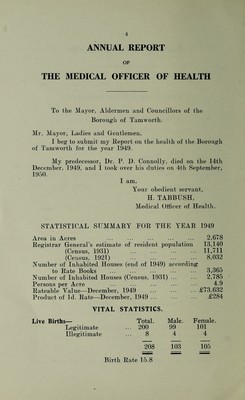 4
ANNUAL REPORT
OF
THE MEDICAL OFFICER OF HEALTH
To the Mayor, Aldermen and Councillors of the
Borough of Tamworth.
Mr. Mayor, Ladies and Gentlemen,
I beg to submit my Report on the health of the Borough
of Tamworth for the year 1949.
My predecessor, Dr. P. D. Connolly, died on the 14th
December, 1949, and I took over his duties on 4th September,
1950.
I am,
Your obedient servant,
H. TABBUSH,
Medical Officer of Health.
STATISTICAL SUMMARY FOR THE YEAR 1949
Area in Acres ... ... ... ... ... 2,678
Registrar General's estimate of resident population 13,140
(Census, 1931) ... ... ... 11,711
(Census, 1921) ... ... ... 8,032
Number of Inhabited Houses (end of 1949) according
to Rate Books ... ... ... 3,365
Number of Inhabited Houses (Census, 1931) ... ... 2,785
Persons per Acre ... ... ... ... 4.9
Rateable Value—December, 1949 ... ... ... £73,632
Product of 1d. Rate—December, 1949 ... ... £284
VITAL STATISTICS.
Live Births— Total. Male. Female.
Legitimate ... 200 99 101
Illegitimate ... 8 4 4
208 103 105
Birth Rate 15.8